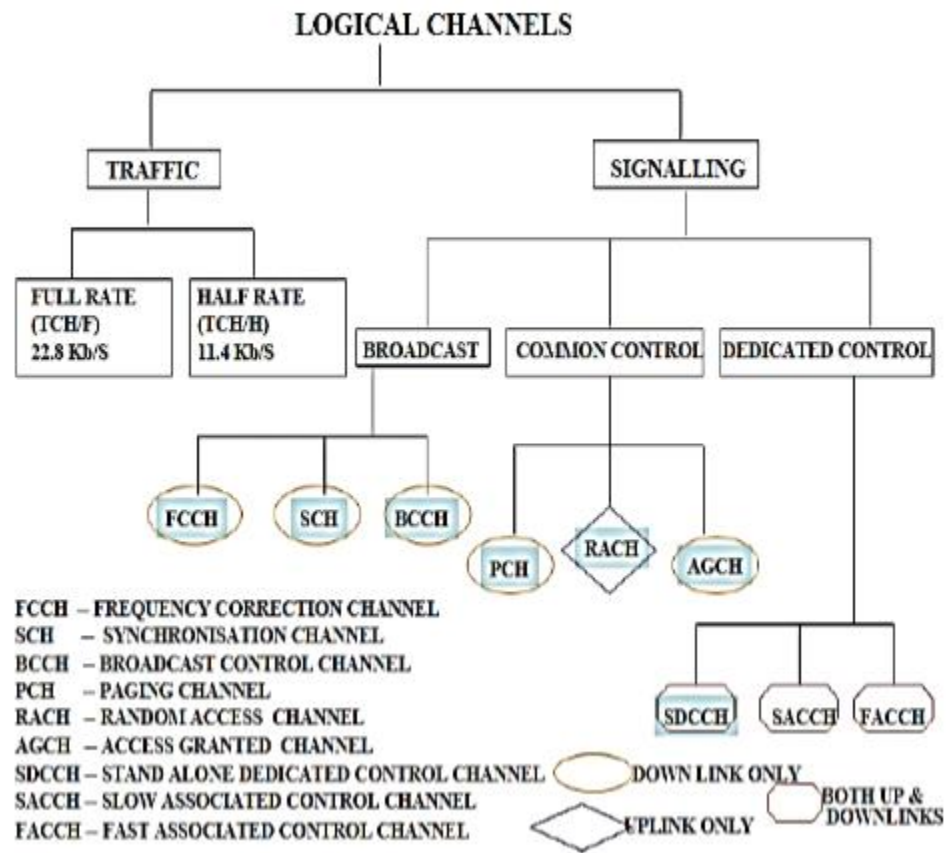 LOGICAL CHANNELS
TRAFFIC
SIGNALLING
FULL RATE
(TCH/F)
22.8 Kb/S
HALF RATE
(TCH/H)
11.4 Kb/S
BROADCAST
COMMON CONTROL
DEDICATED CONTROL
FCCH
SCH
BCCH
PCH
RACH
AGCH
SDCCH
SACCH
FACCH
FCCH – FREQUENCY CORRECTION CHANNEL
SCH – SYNCHRONISATION CHANNEL
BCCH – BROADCAST CONTROL CHANNEL
PCH – PAGING CHANNEL
RACH – RANDOM ACCESS CHANNEL
AGCH – ACCESS GRANTED CHANNEL
SDCCH – STAND ALONE DEDICATED CONTROL CHANNEL
SACCH – SLOW ASSOCIATED CONTROL CHANNEL
FACCH – FAST ASSOCIATED CONTROL CHANNEL
DOWN LINK ONLY
UPLINK ONLY
BOTH UP &
DOWNLINKS